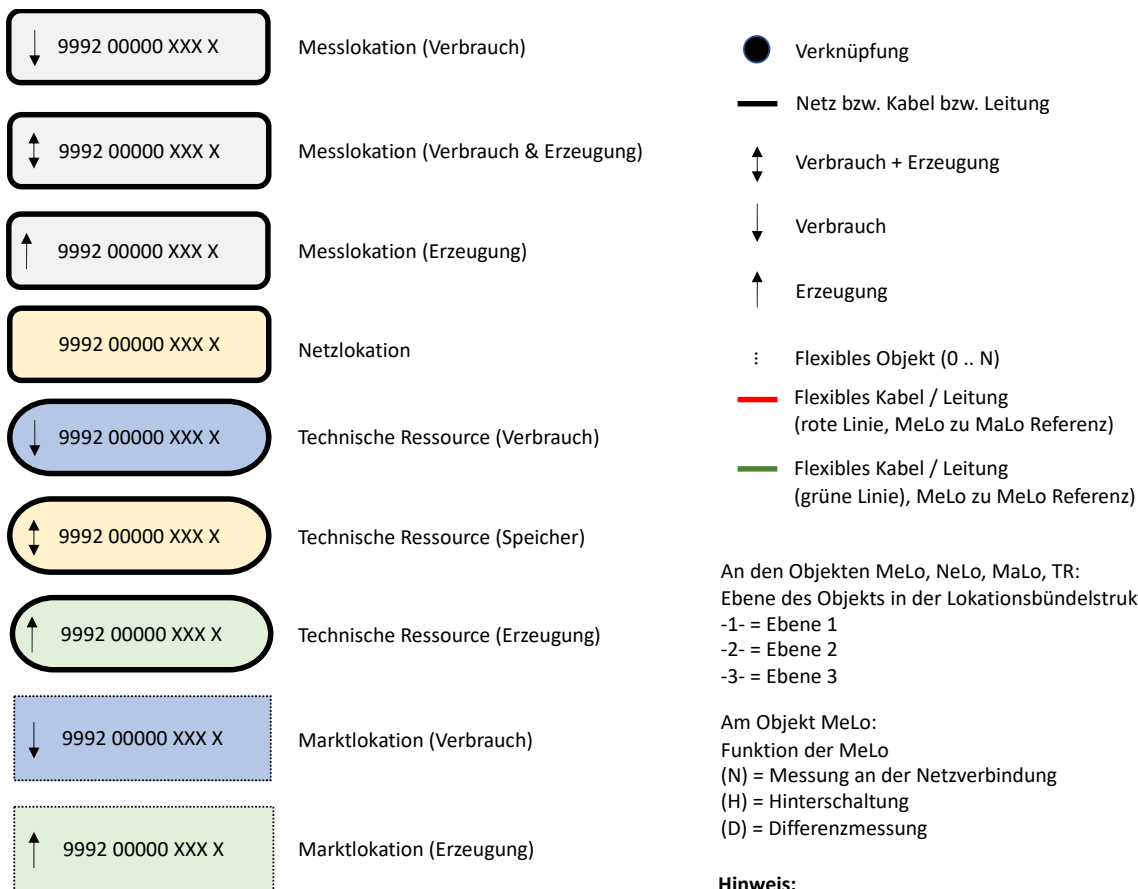 9992 00000 XXX X Messlokation (Verbrauch)
9992 00000 XXX X Messlokation (Verbrauch & Erzeugung)
9992 00000 XXX X Messlokation (Erzeugung)
9992 00000 XXX X Netzlokation
9992 00000 XXX X Technische Ressource (Verbrauch)
9992 00000 XXX X Technische Ressource (Speicher)
9992 00000 XXX X Technische Ressource (Erzeugung)
9992 00000 XXX X Marktlokation (Verbrauch)
9992 00000 XXX X Marktlokation (Erzeugung)
Verknüpfung
Netz bzw. Kabel bzw. Leitung
Verbrauch + Erzeugung
Verbrauch
Erzeugung
Flexibles Objekt (0 .. N)
Flexibles Kabel / Leitung
(rote Linie, MeLo zu MaLo Referenz)
Flexibles Kabel / Leitung
(grüne Linie), MeLo zu MeLo Referenz)
An den Objekten MeLo, NeLo, MaLo, TR:
Ebene des Objekts in der Lokationsbündelstruk
-1- = Ebene 1
-2- = Ebene 2
-3- = Ebene 3
Am Objekt MeLo:
Funktion der MeLo
(N) = Messung an der Netzverbindung
(H) = Hinterschaltung
(D) = Differenzmessung
Hinweis: